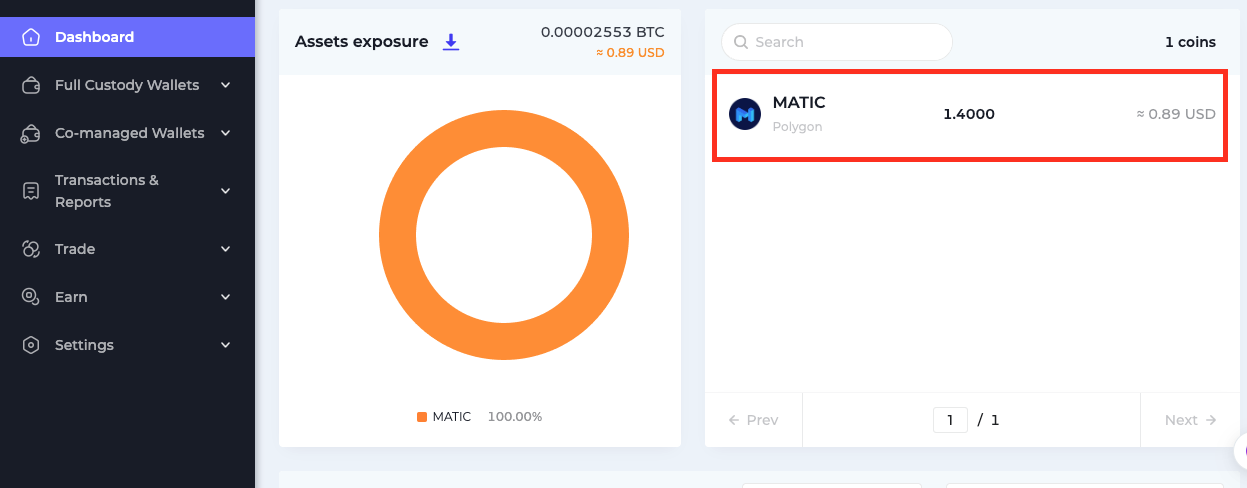 Dashboard
Full Custody Wallets
Co-managed Wallets
Transactions &
Reports
Trade
Earn
Settings
Assets exposure
0.00002553 BTC
≈ 0.89 USD
MATIC 100.00%
Search
1 coins
MATIC
Polygon
1.4000
≈ 0.89 USD
← Prev
1 / 1
Next →